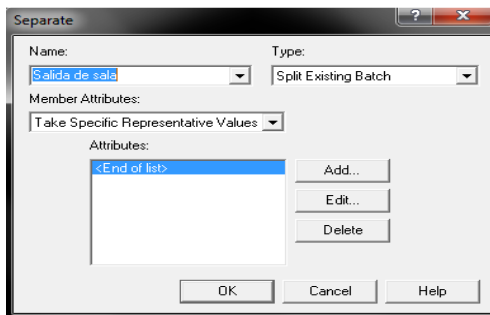 Separate
Name: Type:
Salida de sala Split Existing Batch
Member Attributes:
Take Specific Representative Values
Attributes:
<End of list>
Add...
Edit...
Delete
OK Cancel Help